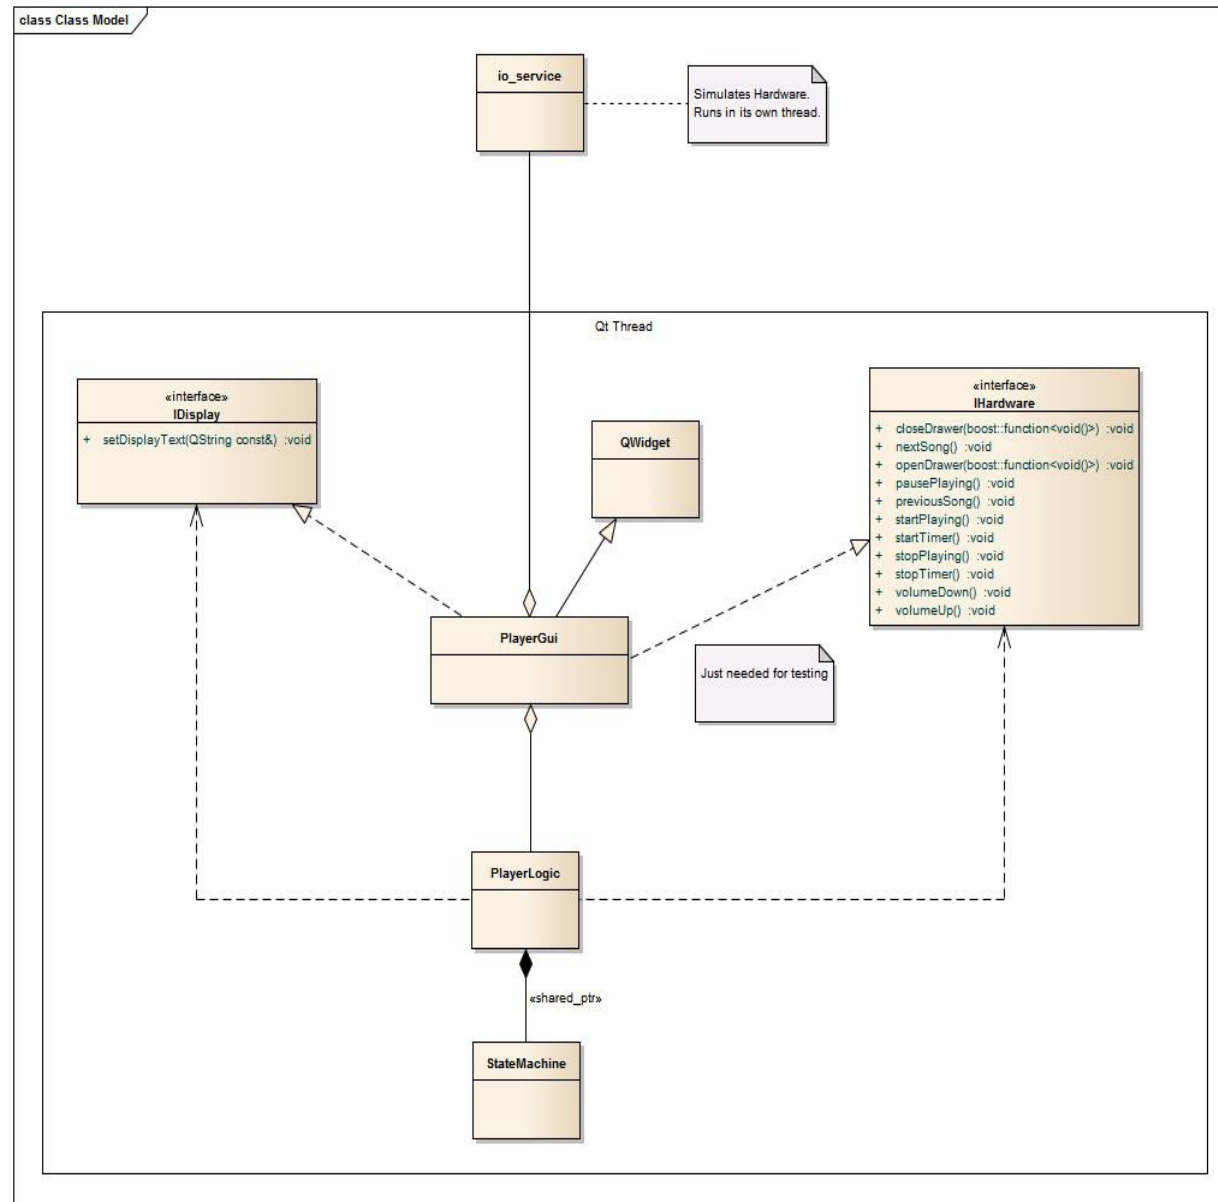 class Class Model
io_service
Simulates Hardware.
Runs in its own thread.
Qt Thread
«interface»
IDisplay
+ setDisplayText(QString const&) :void
QWidget
«interface»
IHardware
+ closeDrawer(boost::function<void()>) :void
+ nextSong() :void
+ openDrawer(boost::function<void()>) :void
+ pausePlaying() :void
+ previousSong() :void
+ startPlaying() :void
+ startTimer() :void
+ stopPlaying() :void
+ stopTimer() :void
+ volumeDown() :void
+ volumeUp() :void
PlayerGui
Just needed for testing
PlayerLogic
«shared_ptr»
StateMachine